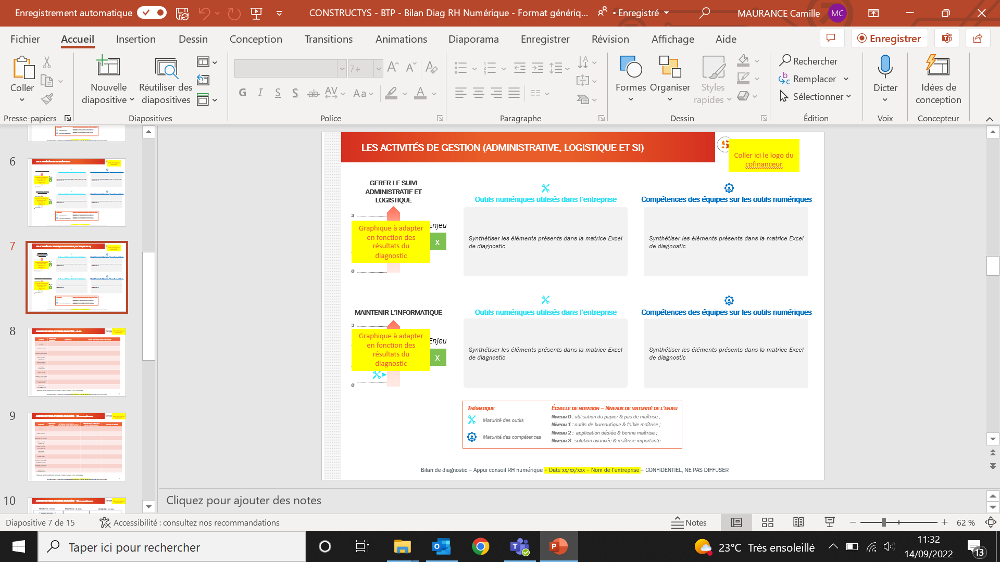 Enregistrement automatique
CONSTRUCTYS - BTP - Bilan Diag RH Numérique - Format génériq... • Enregistré
MAURANCE Camille MC
Fichier Accueil Insertion Dessin Conception Transitions Animations Diaporama Enregistrer Révision Affichage Aide
Enregistrer
Coller
Nouvelle
diapositive
Réutiliser des
diapositives
7+
G I S S ab AV Aa A
Formes Organiser
Styles
rapides
Rechercher
Remplacer
Sélectionner
Dicter
Idées de
conception
Presse-papiers Diapositives Police Paragraphe Dessin Édition Voix Concepteur
6
7
8
9
10
LES ACTIVITÉS DE GESTION (ADMINISTRATIVE, LOGISTIQUE ET SI)
Coller ici le logo du
cofinanceur
GERER LE SUIVI
ADMINISTRATIF ET
LOGISTIQUE
Outils numériques utilisés dans l'entreprise
Compétences des équipes sur les outils numériques
3
Graphique à adapter
en fonction des
résultats du
diagnostic
Enjeu
X
0
Synthétiser les éléments présents dans la matrice Excel
de diagnostic
Synthétiser les éléments présents dans la matrice Excel
de diagnostic
MAINTENIR L'INFORMATIQUE
Outils numériques utilisés dans l'entreprise
Compétences des équipes sur les outils numériques
3
Graphique à adapter
en fonction des
résultats du
diagnostic
Enjeu
X
0
Synthétiser les éléments présents dans la matrice Excel
de diagnostic
Synthétiser les éléments présents dans la matrice Excel
de diagnostic
THÉMATIQUE
Maturité des outils
Maturité des compétences
ÉCHELLE DE NOTATION – NIVEAUX DE MATURITÉ DE L'ENJEU
Niveau 0 : utilisation du papier & pas de maîtrise ;
Niveau 1 : outils de bureautique & faible maîtrise ;
Niveau 2 : application dédiée & bonne maîtrise ;
Niveau 3 : solution avancée & maîtrise importante
Bilan de diagnostic – Appui conseil RH numérique – Date xx/xx/xxx – Nom de l'entreprise – CONFIDENTIEL, NE PAS DIFFUSER
Cliquez pour ajouter des notes
Diapositive 7 de 15 Accessibilité : consultez nos recommandations Notes 62 %
Taper ici pour rechercher
23°C Très ensoleillé
11:32
14/09/2022
13